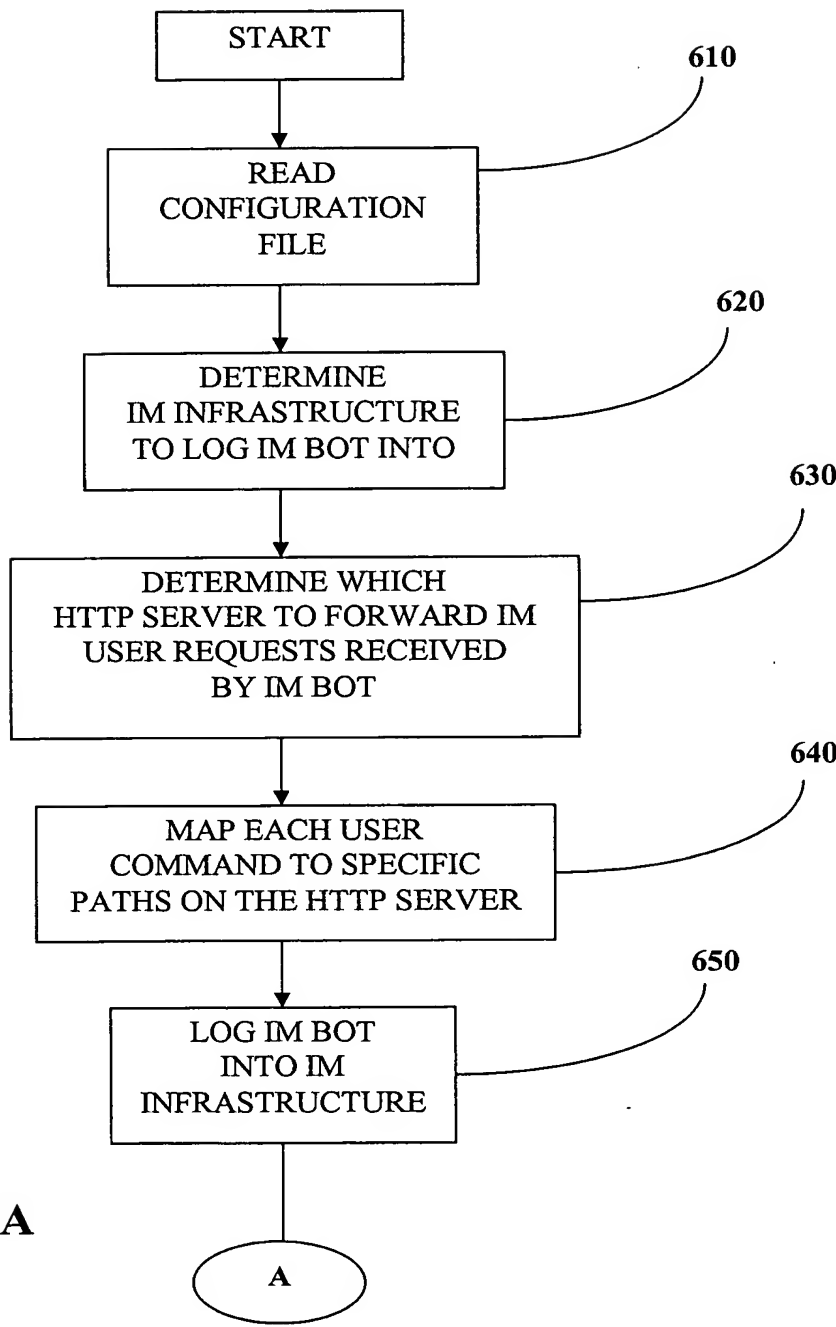 START
610
READ
CONFIGURATION
FILE
620
DETERMINE
IM INFRASTRUCTURE
TO LOG IM BOT INTO
630
DETERMINE WHICH
HTTP SERVER TO FORWARD IM
USER REQUESTS RECEIVED
BY IM BOT
640
MAP EACH USER
COMMAND TO SPECIFIC
PATHS ON THE HTTP SERVER
650
LOG IM BOT
INTO IM
INFRASTRUCTURE
A
A